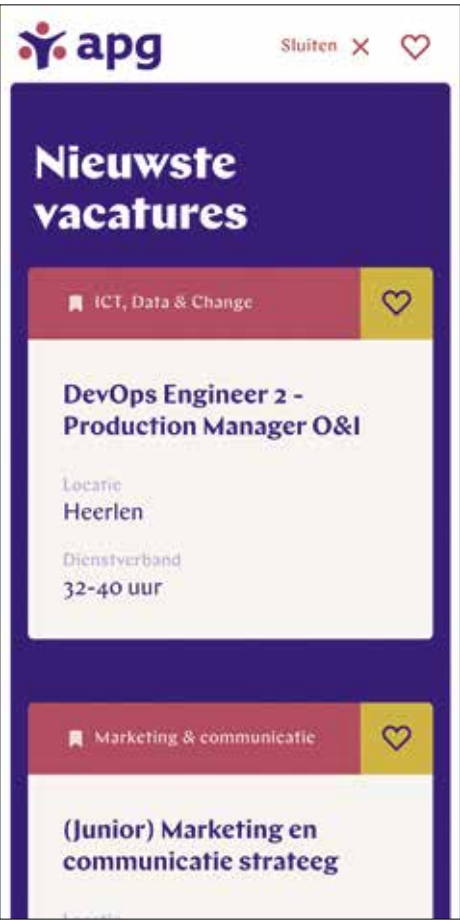 apg
Sluiten
Nieuwste
vacatures
ICT, Data & Change
DevOps Engineer 2 -
Production Manager O&I
Locatie
Heerlen
Dienstverband
32-40 uur
Marketing & communicatie
(Junior) Marketing en
communicatie strateeg